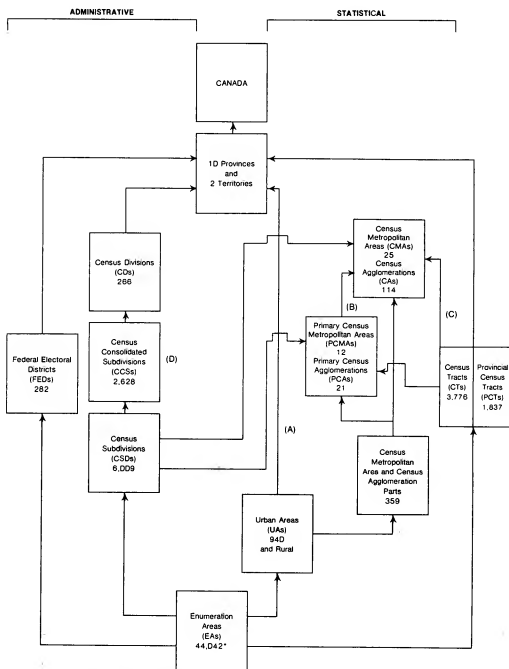 ADMINISTRATIVE
STATISTICAL
CANADA
1D Provinces
and
2 Territories
Census
Metropolitan
Areas (CMAs)
25
Census
Agglomerations
(CAs)
114
Census Divisions
(CDs)
266
(B)
(C)
Primary Census
Metropolitan Areas
(PCMAs)
12
Primary Census
Agglomerations
(PCAs)
21
Federal Electoral
Districts
(FEDs)
282
Census
Consolidated
Subdivisions
(CCSs)
2,628
(D)
Census
Tracts
(CTs)
3,776
Provincial
Census
Tracts
(PCTs)
1,837
Census
Subdivisions
(CSDs)
6,DD9
(A)
Census
Metropolitan
Area and Census
Agglomeration
Parts
359
Urban Areas
(UAs)
94D
and Rural
Enumeration
Areas
(EAs)
44,D42*